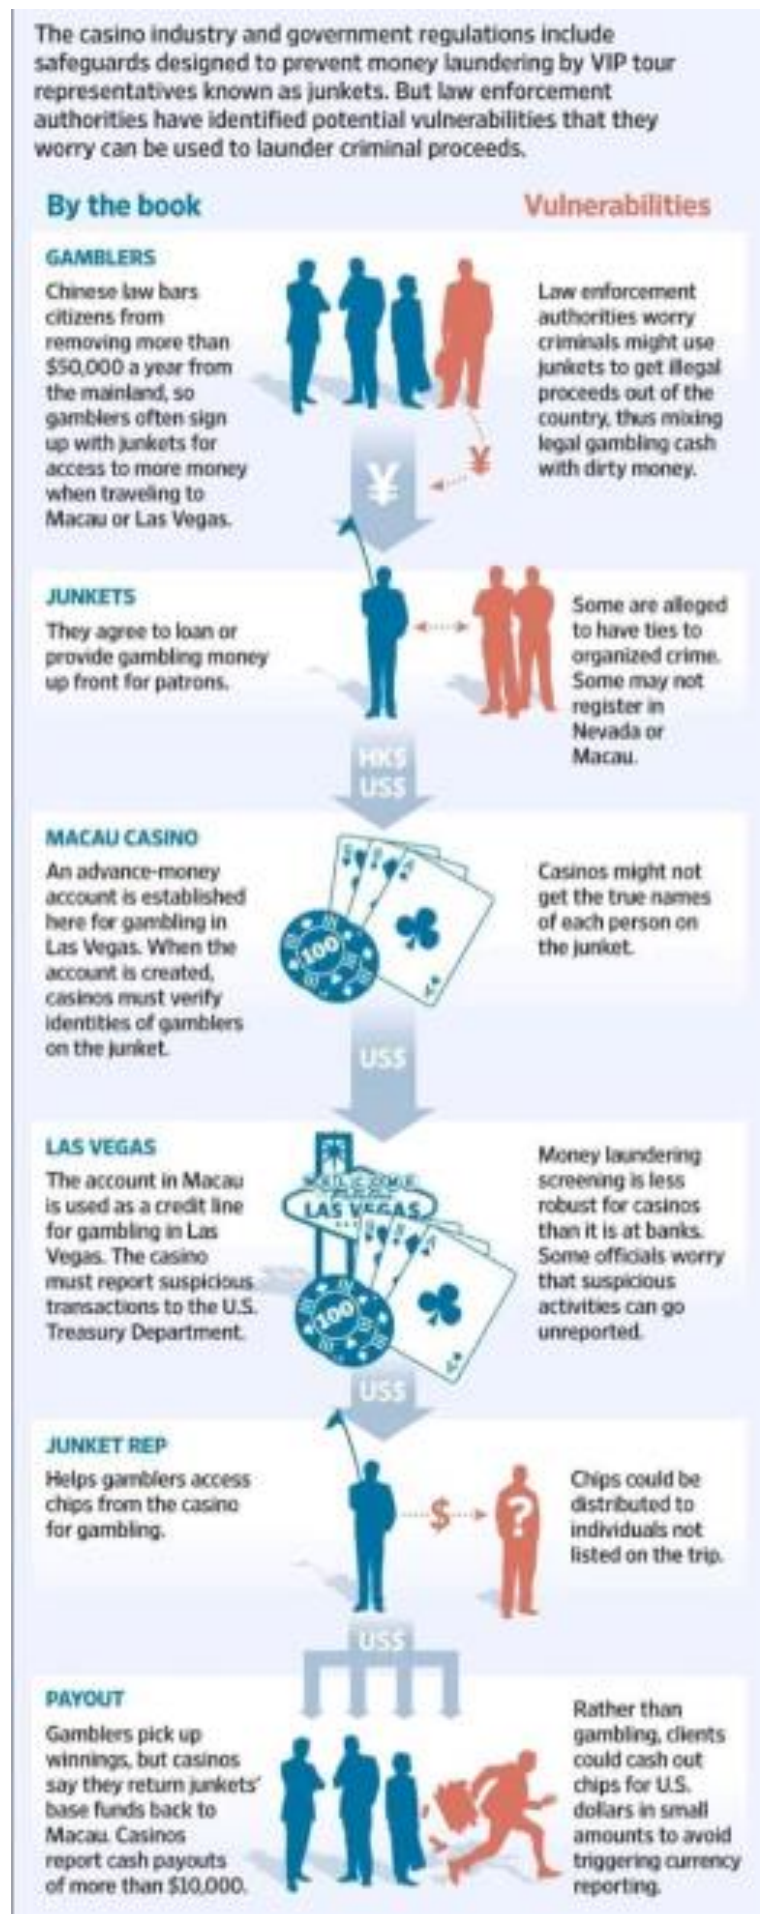 The casino industry and government regulations include
safeguards designed to prevent money laundering by VIP tour
representatives known as junkets. But law enforcement
authorities have identified potential vulnerabilities that they
worry can be used to launder criminal proceeds.
By the book
Vulnerabilities
GAMBLERS
Chinese law bars
citizens from
removing more than
$50,000 a year from
the mainland, so
gamblers often sign
up with junkets for
access to more money
when traveling to
Macau or Las Vegas.
Law enforcement
authorities worry
criminals might use
junkets to get illegal
proceeds out of the
country, thus mixing
legal gambling cash
with dirty money.
¥
¥
JUNKETS
They agree to loan or
provide gambling money
up front for patrons.
Some are alleged
to have ties to
organized crime.
Some may not
register in
Nevada or
Macau.
HK$
US$
MACAU CASINO
An advance-money
account is established
here for gambling in
Las Vegas. When the
account is created,
casinos must verify
identities of gamblers
on the junket.
100
Casinos might not
get the true names
of each person on
the junket.
US$
LAS VEGAS
The account in Macau
is used as a credit line
for gambling in Las
Vegas. The casino
must report suspicious
transactions to the U.S.
Treasury Department.
WELCOME
LAS VEGAS
100
Money laundering
screening is less
robust for casinos
than it is at banks.
Some officials worry
that suspicious
activities can go
unreported.
US$
JUNKET REP
Helps gamblers access
chips from the casino
for gambling.
$
?
Chips could be
distributed to
individuals not
listed on the trip.
US$
PAYOUT
Gamblers pick up
winnings, but casinos
say they return junkets'
base funds back to
Macau. Casinos
report cash payouts
of more than $10,000.
Rather than
gambling, clients
could cash out
chips for U.S.
dollars in small
amounts to avoid
triggering currency
reporting.